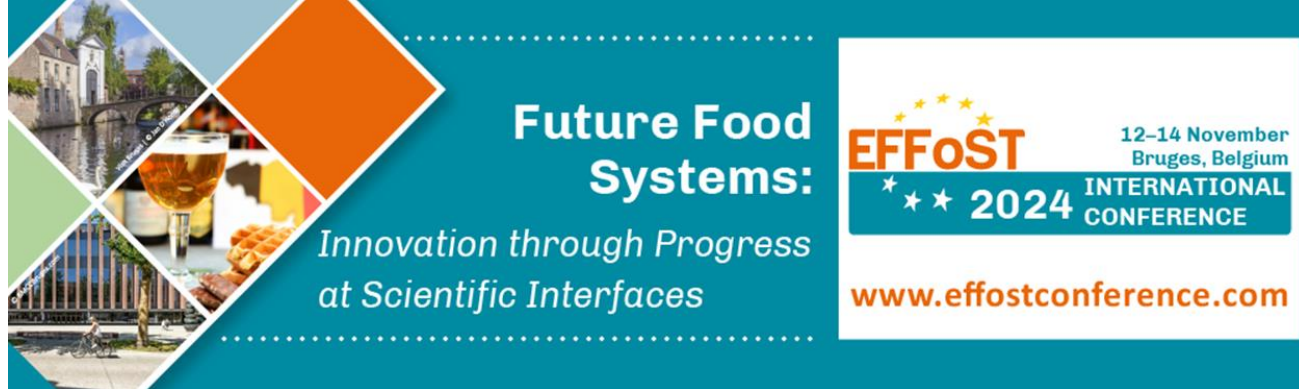 Future Food
Systems:
Innovation through Progress
at Scientific Interfaces
EFFoST
12–14 November
Bruges, Belgium
2024
INTERNATIONAL
CONFERENCE
www.effostconference.com